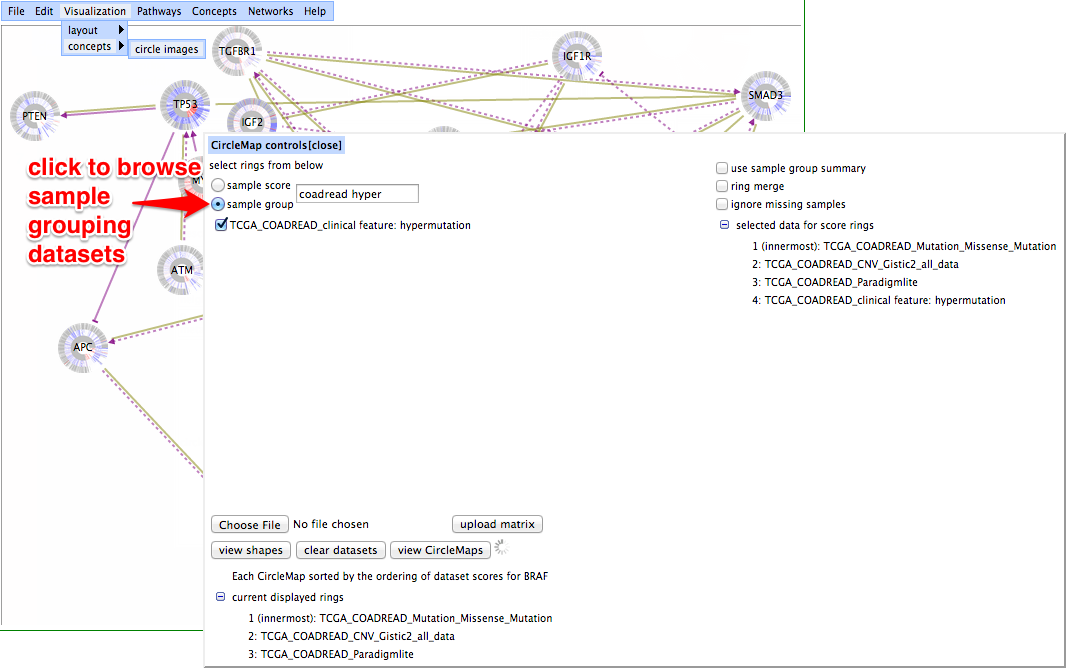 File Edit Visualization Pathways Concepts Networks Help
layout
concepts
circle images
TGFBR1
IGF1R
SMAD3
PTEN
TP53
IGF2
MY
ATM
APC
click to browse
sample
grouping
datasets
CircleMap controls[close]
select rings from below
sample score
sample group
coadread hyper
TCGA_COADREAD_clinical feature: hypermutation
use sample group summary
ring merge
ignore missing samples
selected data for score rings
1 (innermost): TCGA_COADREAD_Mutation_Missense_Mutation
2: TCGA_COADREAD_CNV_Gistic2_all_data
3: TCGA_COADREAD_Paradigmlite
4: TCGA_COADREAD_clinical feature: hypermutation
Choose File No file chosen
upload matrix
view shapes
clear datasets
view CircleMaps
Each CircleMap sorted by the ordering of dataset scores for BRAF
current displayed rings
1 (innermost): TCGA_COADREAD_Mutation_Missense_Mutation
2: TCGA_COADREAD_CNV_Gistic2_all_data
3: TCGA_COADREAD_Paradigmlite